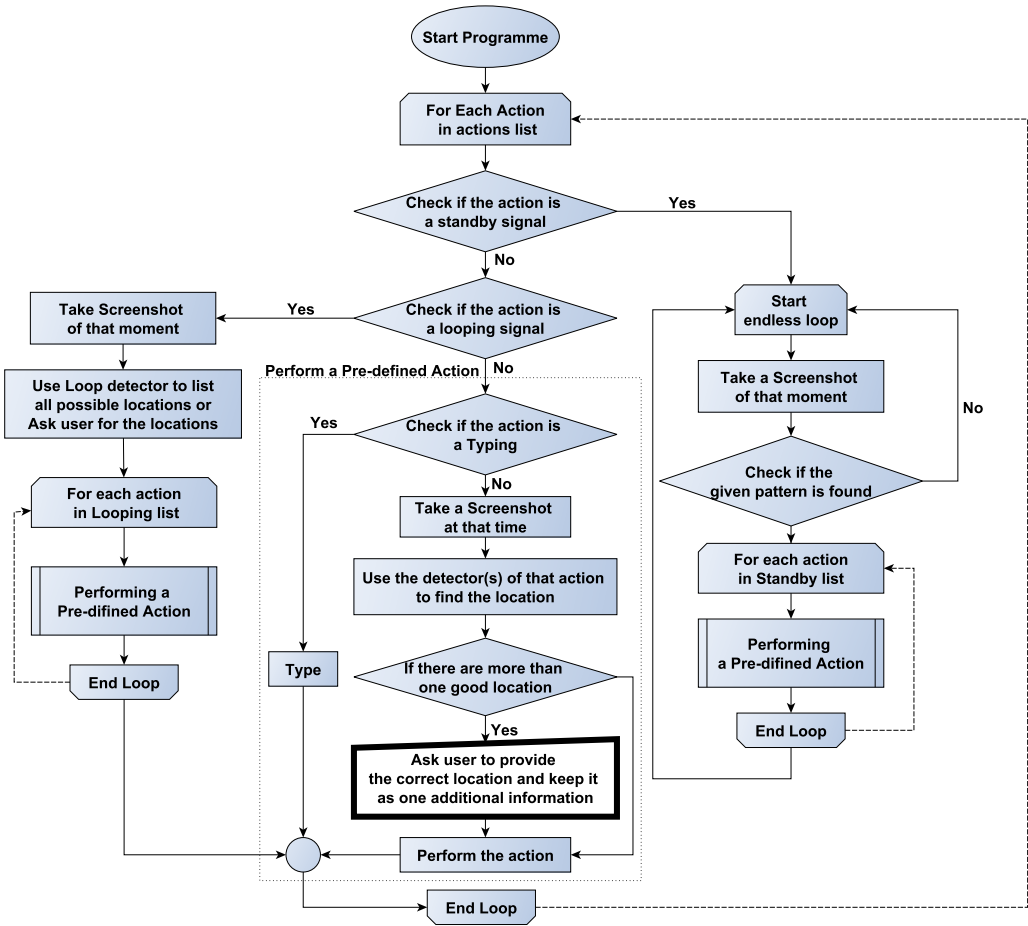 Start Programme
For Each Action
in actions list
Check if the action is
a standby signal
Yes
No
Check if the action is
a looping signal
Yes
No
Take Screenshot
of that moment
Use Loop detector to list
all possible locations or
Ask user for the locations
For each action
in Looping list
Performing a
Pre-difined Action
End Loop
Perform a Pre-defined Action
Check if the action is
a Typing
Yes
No
Type
Take a Screenshot
at that time
Use the detector(s) of that action
to find the location
If there are more than
one good location
Yes
Ask user to provide
the correct location and keep it
as one additional information
Perform the action
End Loop
Start
endless loop
Take a Screenshot
of that moment
Check if the
given pattern is found
No
For each action
in Standby list
Performing
a Pre-difined Action
End Loop